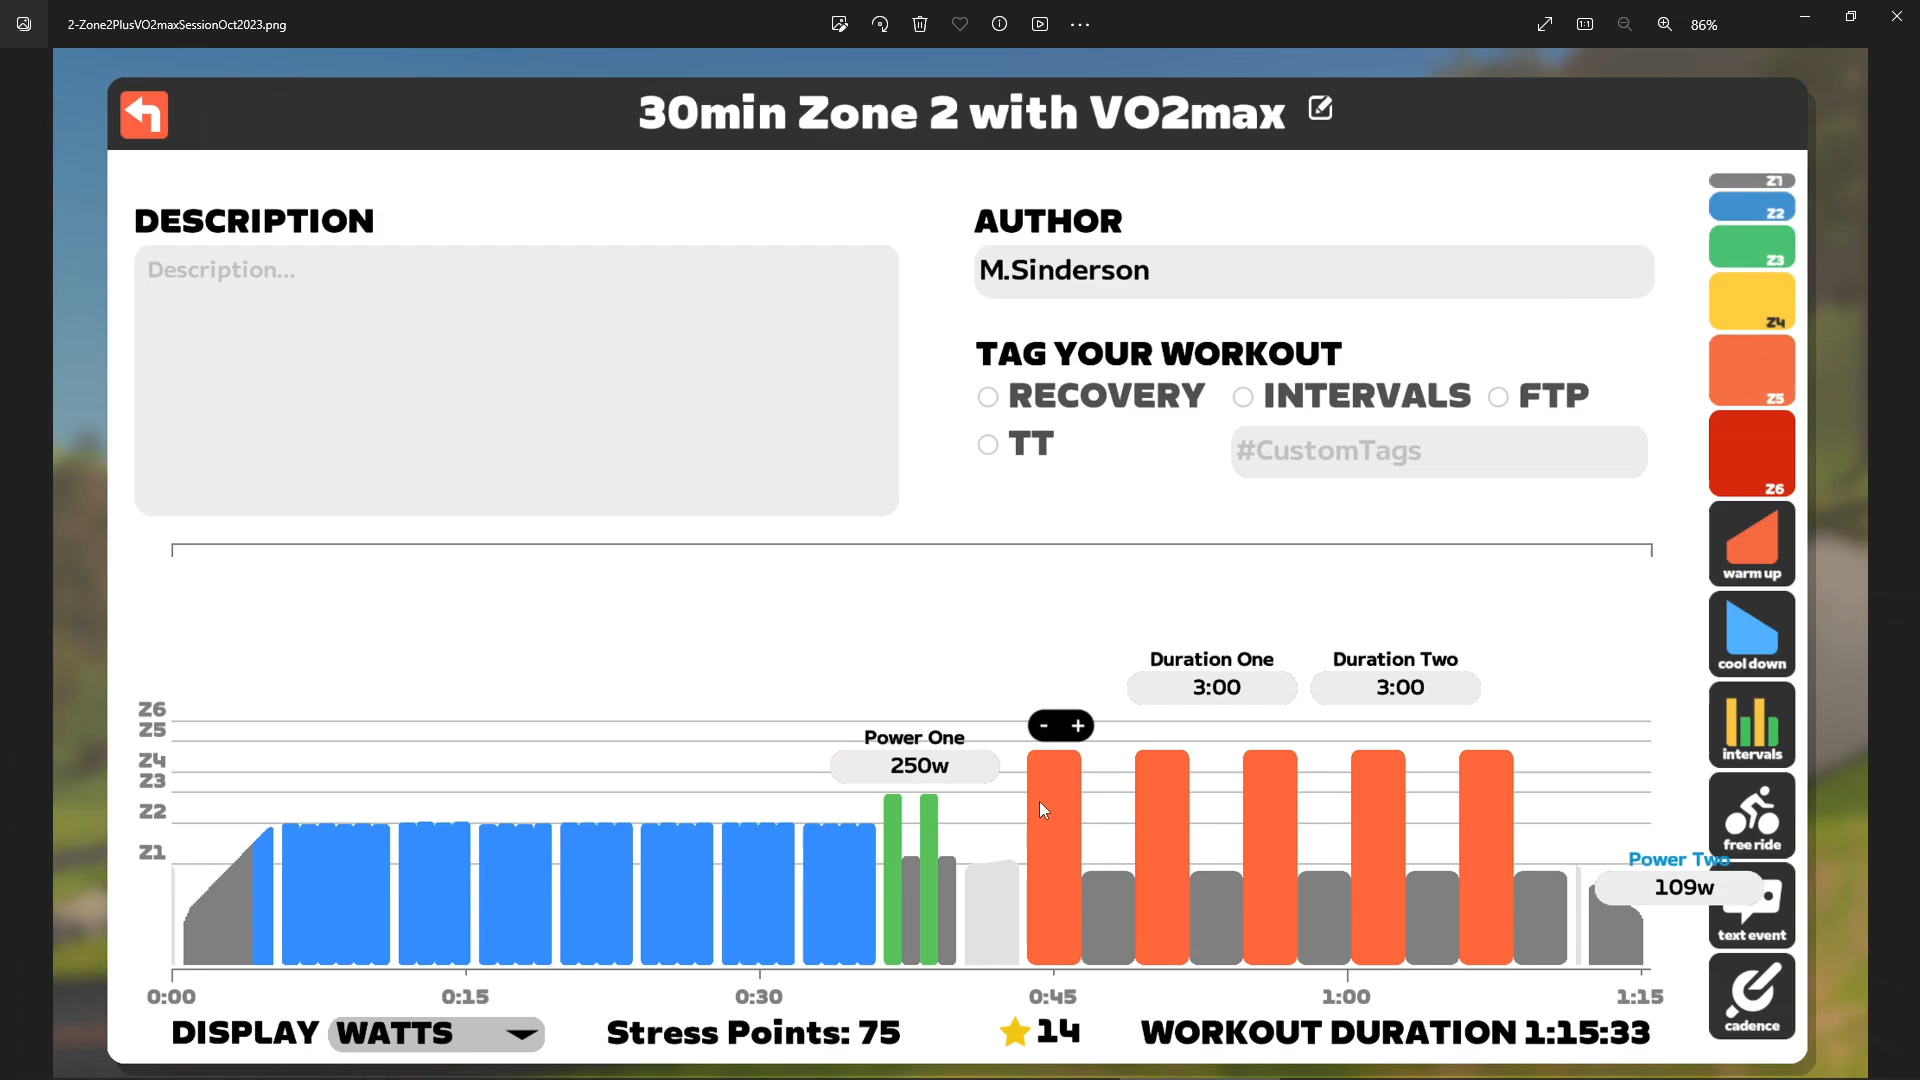 2-Zone2PlusVO2maxSessionOct2023.png
86%
30min Zone 2 with VO2max
DESCRIPTION
Description...
AUTHOR
M.Sinderson
TAG YOUR WORKOUT
RECOVERY INTERVALS FTP
TT #CustomTags
Z1
Z2
Z3
Z4
Z5
Z6
warm up
cool down
intervals
free ride
text event
cadence
Duration One Duration Two
3:00 3:00
- +
Power One
250w
Power Two
109w
Z6
Z5
Z4
Z3
Z2
Z1
0:00 0:15 0:30 0:45 1:00 1:15
DISPLAY WATTS Stress Points: 75 14 WORKOUT DURATION 1:15:33